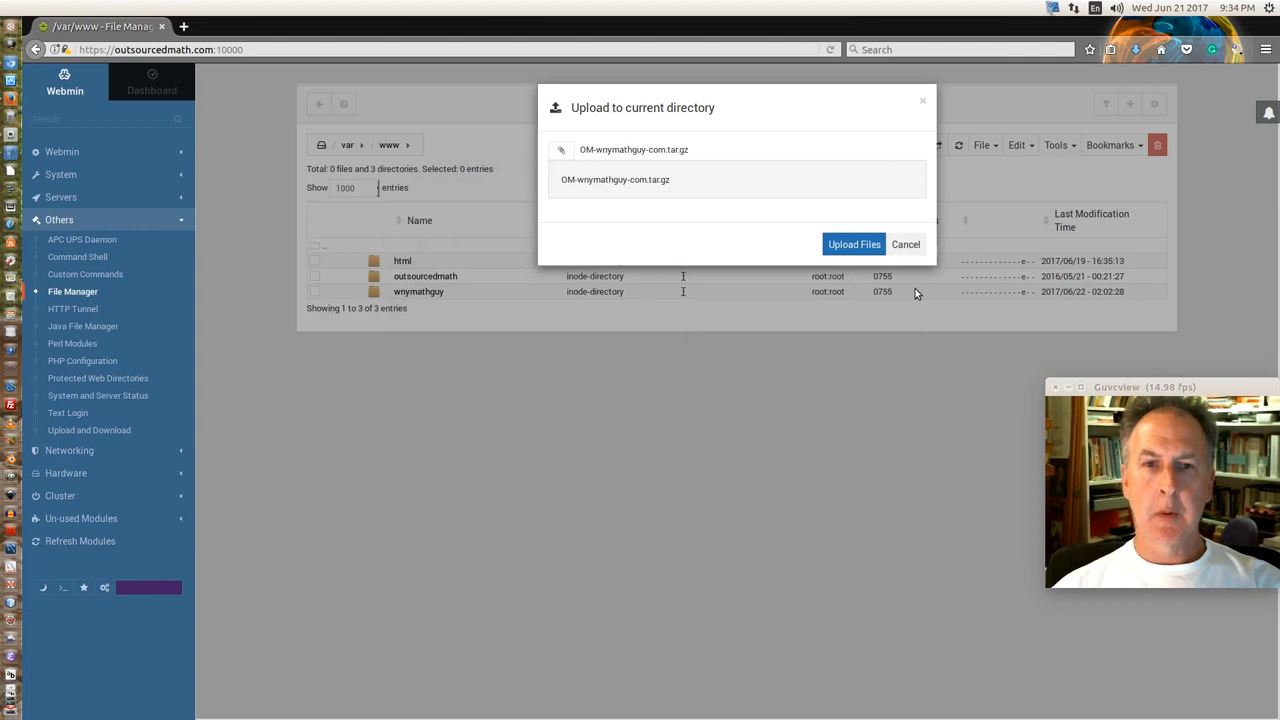 En
Wed Jun 21 2017
9:34 PM
/var/www - File Manag
https://outsourcedmath.com:10000
Search
Webmin
Dashboard
Search
Webmin
System
Servers
Others
APC UPS Daemon
Command Shell
Custom Commands
File Manager
HTTP Tunnel
Java File Manager
Perl Modules
PHP Configuration
Protected Web Directories
System and Server Status
Text Login
Upload and Download
Networking
Hardware
Cluster
Un-used Modules
Refresh Modules
var
www
File
Edit
Tools
Bookmarks
Total: 0 files and 3 directories. Selected: 0 entries
Show 1000 entries
Name
Last Modification
Time
..
html
2017/06/19 - 16:35:13
outsourcedmath inode-directory root:root 0755 -------------e-- 2016/05/21 - 00:21:27
wnymathguy inode-directory root:root 0755 -------------e-- 2017/06/22 - 02:02:28
Showing 1 to 3 of 3 entries
Upload to current directory
×
OM-wnymathguy-com.tar.gz
OM-wnymathguy-com.tar.gz
Upload Files
Cancel
Guvcview (14.98 fps)